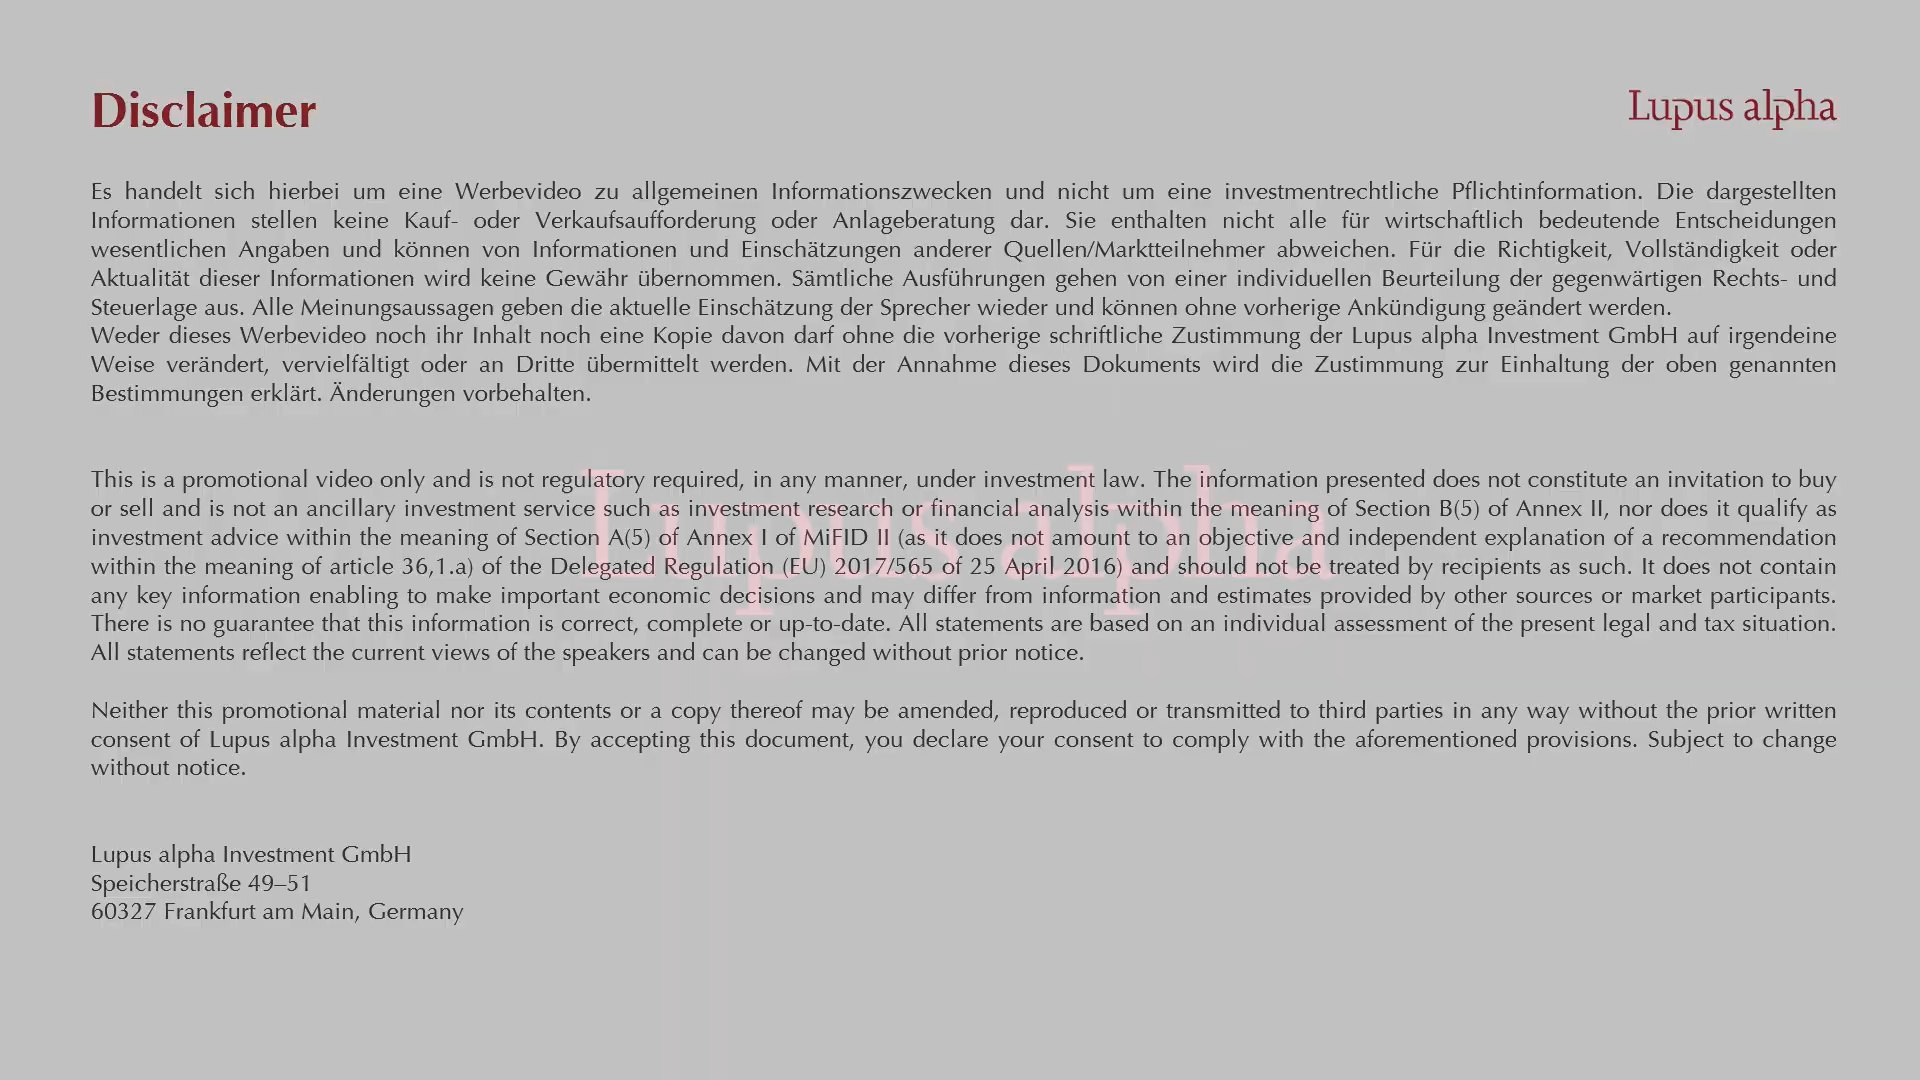 Disclaimer
Lupus alpha
Es handelt sich hierbei um eine Werbevideo zu allgemeinen Informationszwecken und nicht um eine investmentrechtliche Pflichtinformation. Die dargestellten
Informationen stellen keine Kauf- oder Verkaufsaufforderung oder Anlageberatung dar. Sie enthalten nicht alle für wirtschaftlich bedeutende Entscheidungen
wesentlichen Angaben und können von Informationen und Einschätzungen anderer Quellen/Marktteilnehmer abweichen. Für die Richtigkeit, Vollständigkeit oder
Aktualität dieser Informationen wird keine Gewähr übernommen. Sämtliche Ausführungen gehen von einer individuellen Beurteilung der gegenwärtigen Rechts- und
Steuerlage aus. Alle Meinungsaussagen geben die aktuelle Einschätzung der Sprecher wieder und können ohne vorherige Ankündigung geändert werden.
Weder dieses Werbevideo noch ihr Inhalt noch eine Kopie davon darf ohne die vorherige schriftliche Zustimmung der Lupus alpha Investment GmbH auf irgendeine
Weise verändert, vervielfältigt oder an Dritte übermittelt werden. Mit der Annahme dieses Dokuments wird die Zustimmung zur Einhaltung der oben genannten
Bestimmungen erklärt. Änderungen vorbehalten.
This is a promotional video only and is not regulatory required, in any manner, under investment law. The information presented does not constitute an invitation to buy
or sell and is not an ancillary investment service such as investment research or financial analysis within the meaning of Section B(5) of Annex II, nor does it qualify as
investment advice within the meaning of Section A(5) of Annex I of MiFID II (as it does not amount to an objective and independent explanation of a recommendation
within the meaning of article 36,1.a) of the Delegated Regulation (EU) 2017/565 of 25 April 2016) and should not be treated by recipients as such. It does not contain
any key information enabling to make important economic decisions and may differ from information and estimates provided by other sources or market participants.
There is no guarantee that this information is correct, complete or up-to-date. All statements are based on an individual assessment of the present legal and tax situation.
All statements reflect the current views of the speakers and can be changed without prior notice.
Lupus alpha
Neither this promotional material nor its contents or a copy thereof may be amended, reproduced or transmitted to third parties in any way without the prior written
consent of Lupus alpha Investment GmbH. By accepting this document, you declare your consent to comply with the aforementioned provisions. Subject to change
without notice.
Lupus alpha Investment GmbH
Speicherstraße 49–51
60327 Frankfurt am Main, Germany